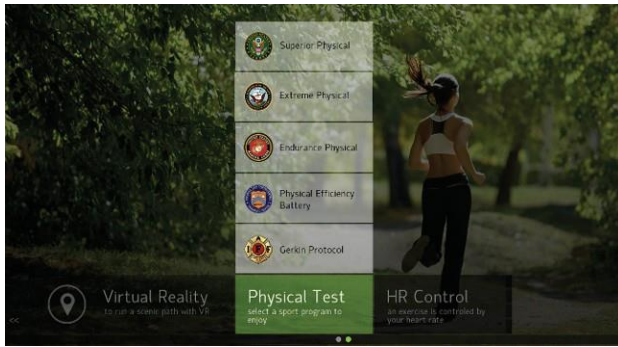 Superior Physical
Extreme Physical
Endurance Physical
Physical Efficiency
Battery
Gerkin Protocol
Virtual Reality
to run a scenic path with VR
Physical Test
select a sport program to
enjoy
HR Control
an exercise is controled by
your heart rate
<<